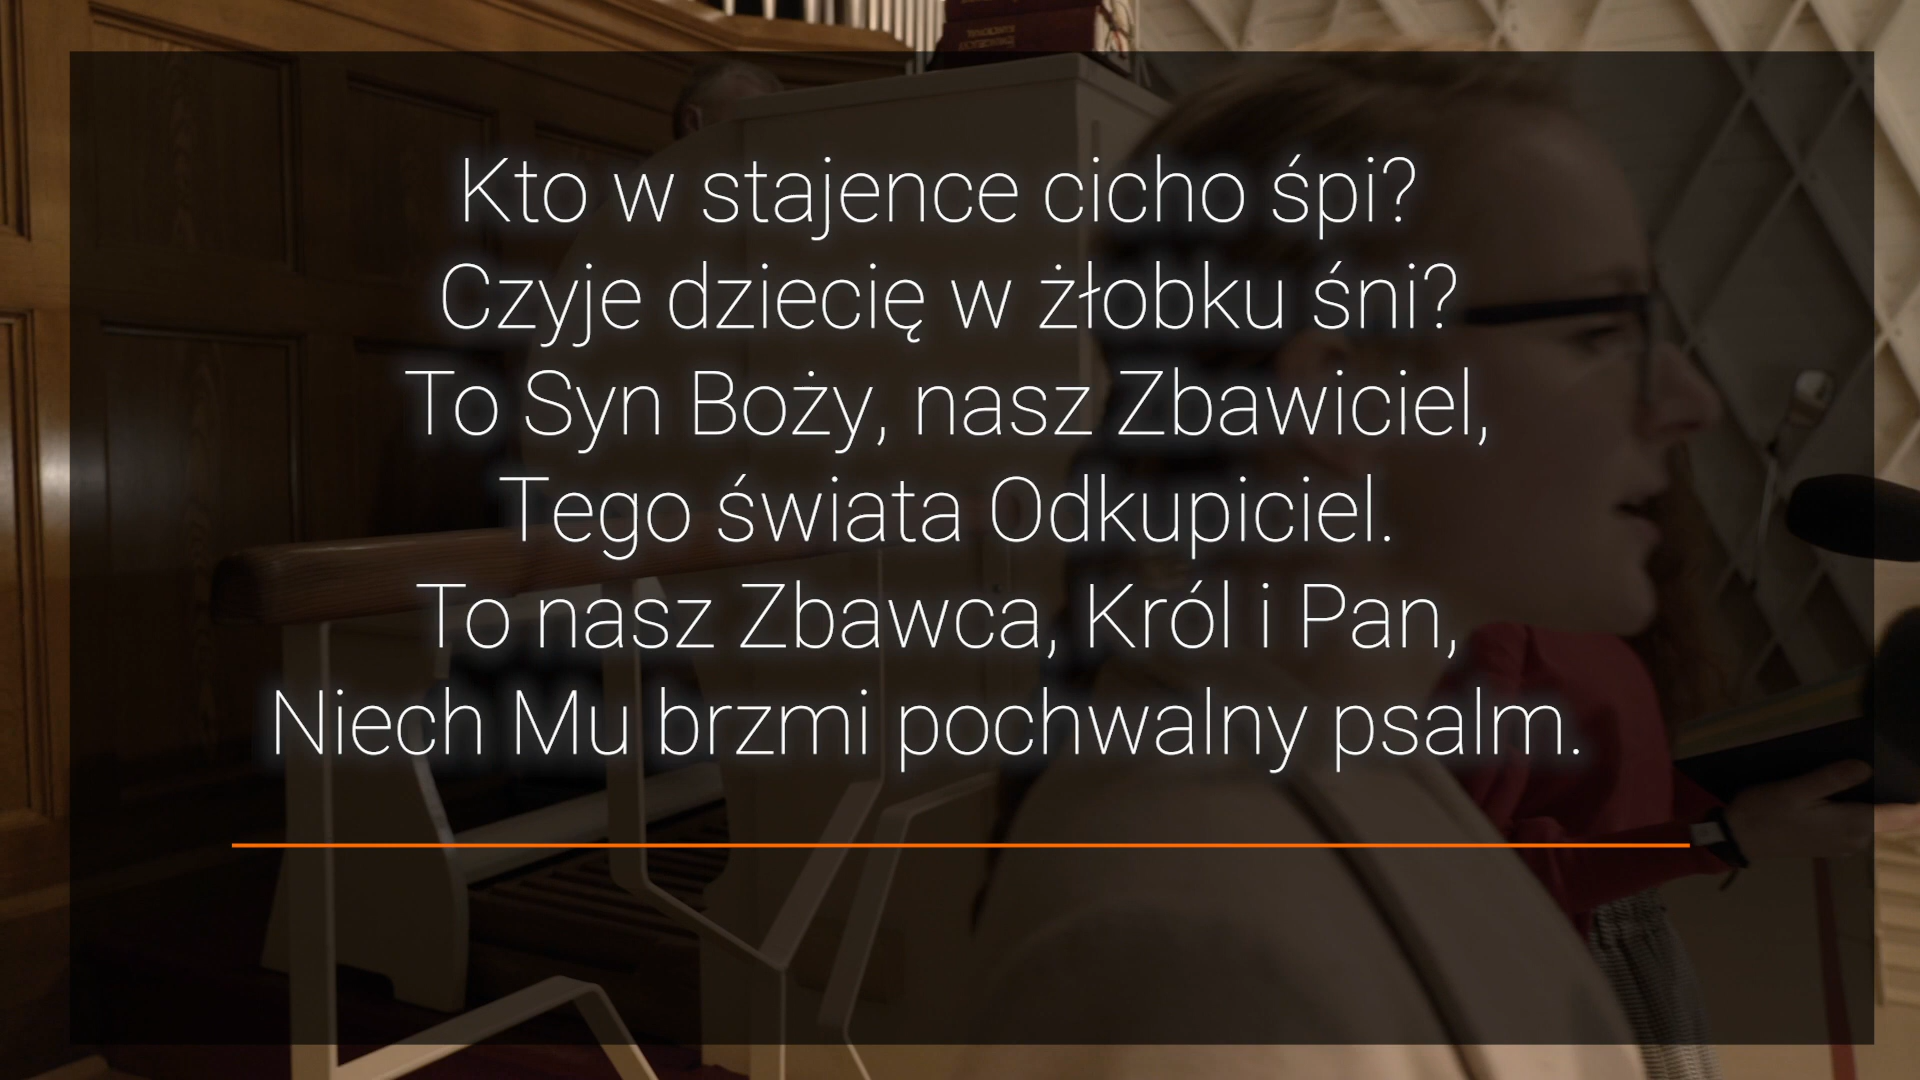 Kto w stajence cicho śpi?
Czyje dziecię w żłobku śni?
To Syn Boży, nasz Zbawiciel,
Tego świata Odkupiciel.
To nasz Zbawca, Król i Pan,
Niech Mu brzmi pochwalny psalm.